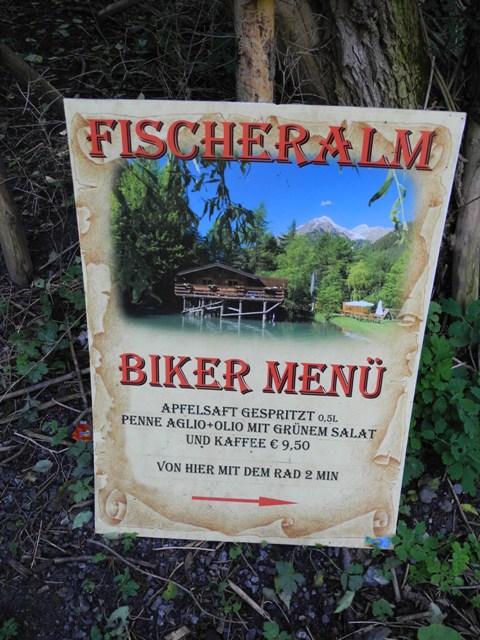 FISCHERALM
BIKER MENÜ
APFELSAFT GESPRITZT 0,5L
PENNE AGLIO+OLIO MIT GRÜNEM SALAT
UND KAFFEE € 9,50
VON HIER MIT DEM RAD 2 MIN